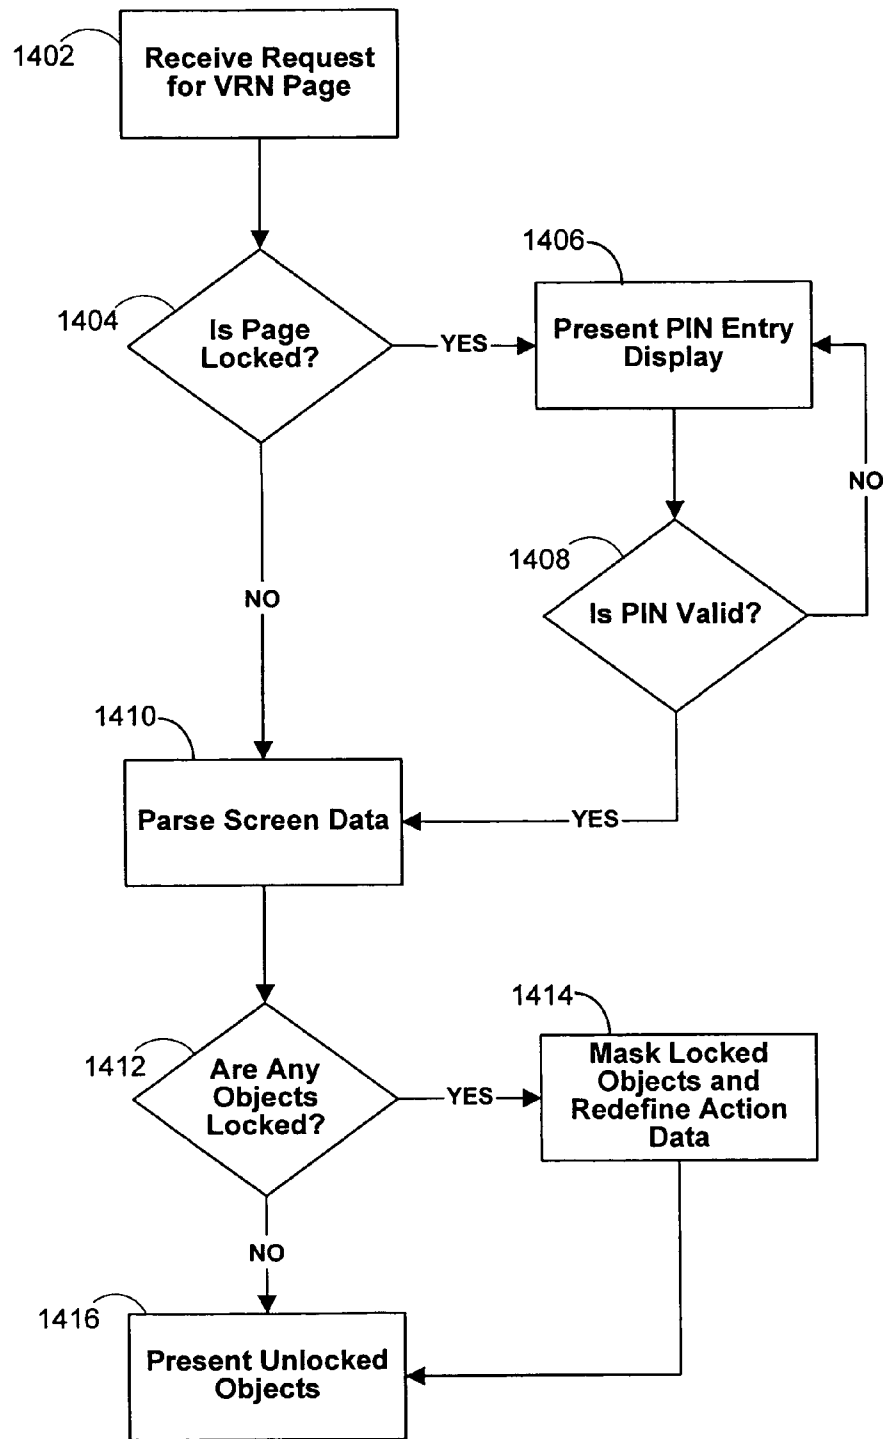 1402
Receive Request
for VRN Page
1404
Is Page
Locked?
YES
1406
Present PIN Entry
Display
NO
1408
Is PIN Valid?
NO
1410
Parse Screen Data
YES
1412
Are Any
Objects
Locked?
YES
1414
Mask Locked
Objects and
Redefine Action
Data
NO
1416
Present Unlocked
Objects